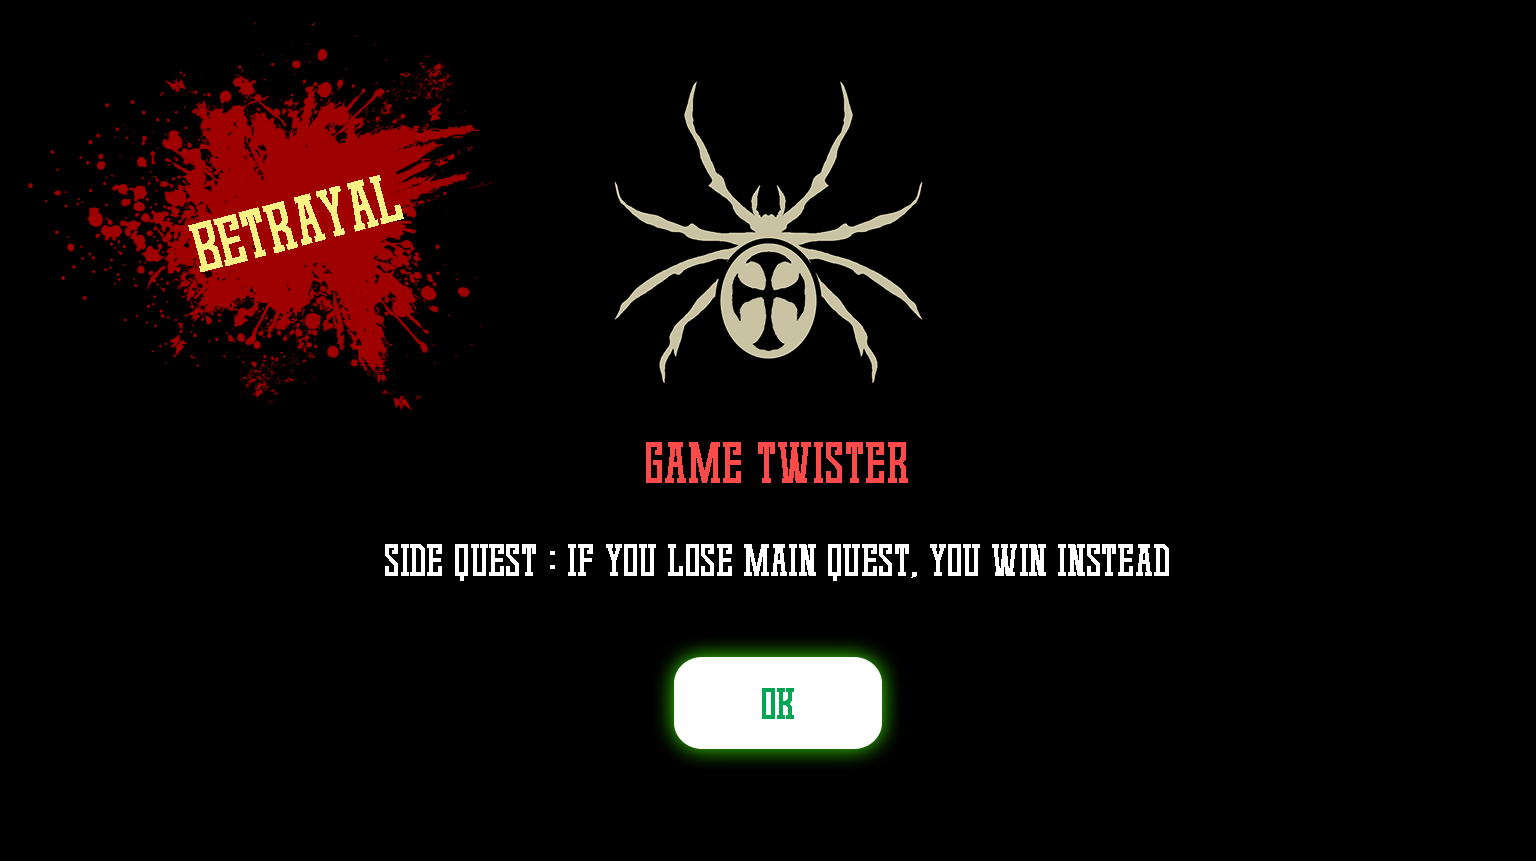 BETRAYAL
GAME TWISTER
SIDE QUEST : IF YOU LOSE MAIN QUEST, YOU WIN INSTEAD
OK